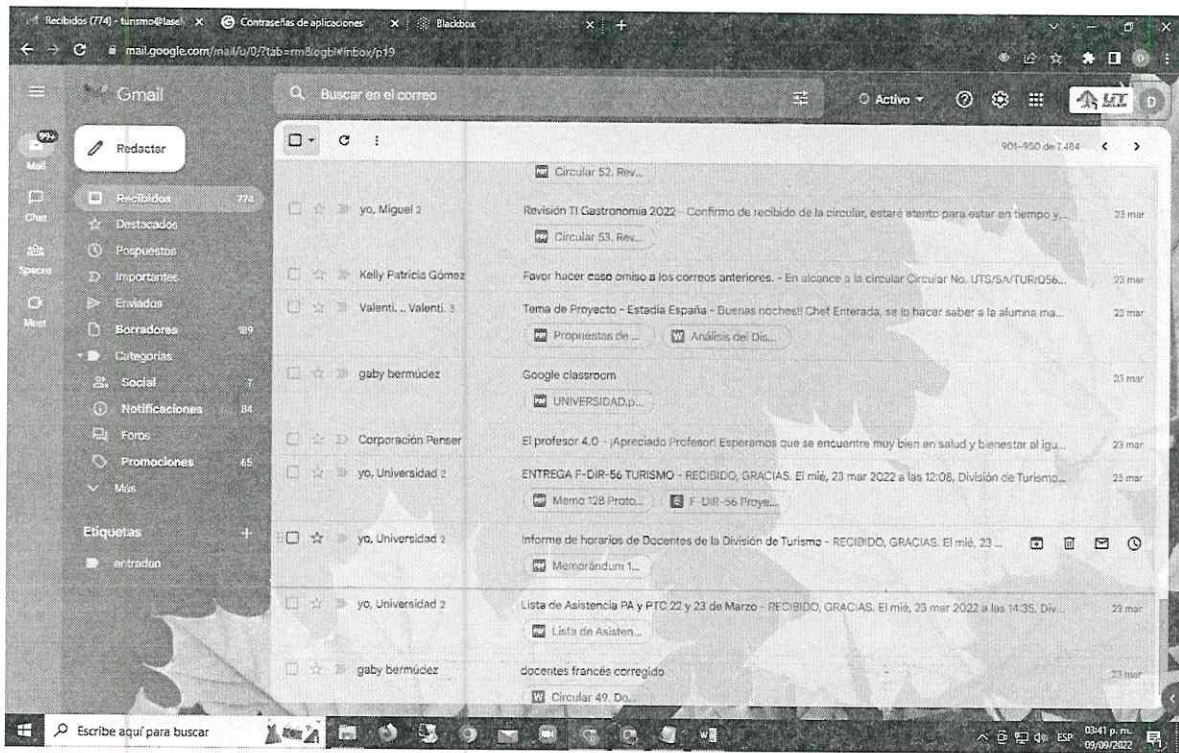 Recibidos (774) - turismo@lasel
Contraseñas de aplicaciones
Blackbox
mail.google.com/mail/u/0/?tab=rm&ogbl#inbox/p19
Gmail
Buscar en el correo
Activo
UT
D
99+
Mail
Redactar
901–950 de 7,484
Circular 52. Rev...
Recibidos 774
yo, Miguel 2
Revisión TI Gastronomía 2022 - Confirmo de recibido de la circular, estaré atento para estar en tiempo y...
23 mar
Chat
Destacados
Circular 53. Rev...
Pospuestos
Spaces
Importantes
Kelly Patricia Gómez
Favor hacer caso omiso a los correos anteriores. - En alcance a la circular Circular No. UTS/SA/TUR/056...
23 mar
Enviados
Valenti. .. Valenti. 3
Tema de Proyecto - Estadía España - Buenas noches!! Chef Enterada, se lo hacer saber a la alumna ma...
23 mar
Meet
Borradores 189
Propuestas de ...
Análisis del Dis...
Categorías
Social 7
gaby bermúdez
Google classroom
23 mar
Notificaciones 84
UNIVERSIDAD.p...
Foros
Corporación Penser
El profesor 4.0 - ¡Apreciado Profesor! Esperamos que se encuentre muy bien en salud y bienestar al igu...
23 mar
Promociones 65
yo, Universidad 2
ENTREGA F-DIR-56 TURISMO - RECIBIDO, GRACIAS. El mié, 23 mar 2022 a las 12:08, División de Turismo...
23 mar
Más
Memo 128 Proto...
F-DIR-56 Proye...
Etiquetas
yo, Universidad 2
Informe de horarios de Docentes de la División de Turismo - RECIBIDO, GRACIAS. El mié, 23 ...
entradan
Memorándum 1...
yo, Universidad 2
Lista de Asistencia PA y PTC 22 y 23 de Marzo - RECIBIDO, GRACIAS. El mié, 23 mar 2022 a las 14:35, Div...
23 mar
Lista de Asisten...
gaby bermúdez
docentes francés corregido
23 mar
Circular 49. Do...
Escribe aquí para buscar
ESP
03:41 p. m.
09/09/2022